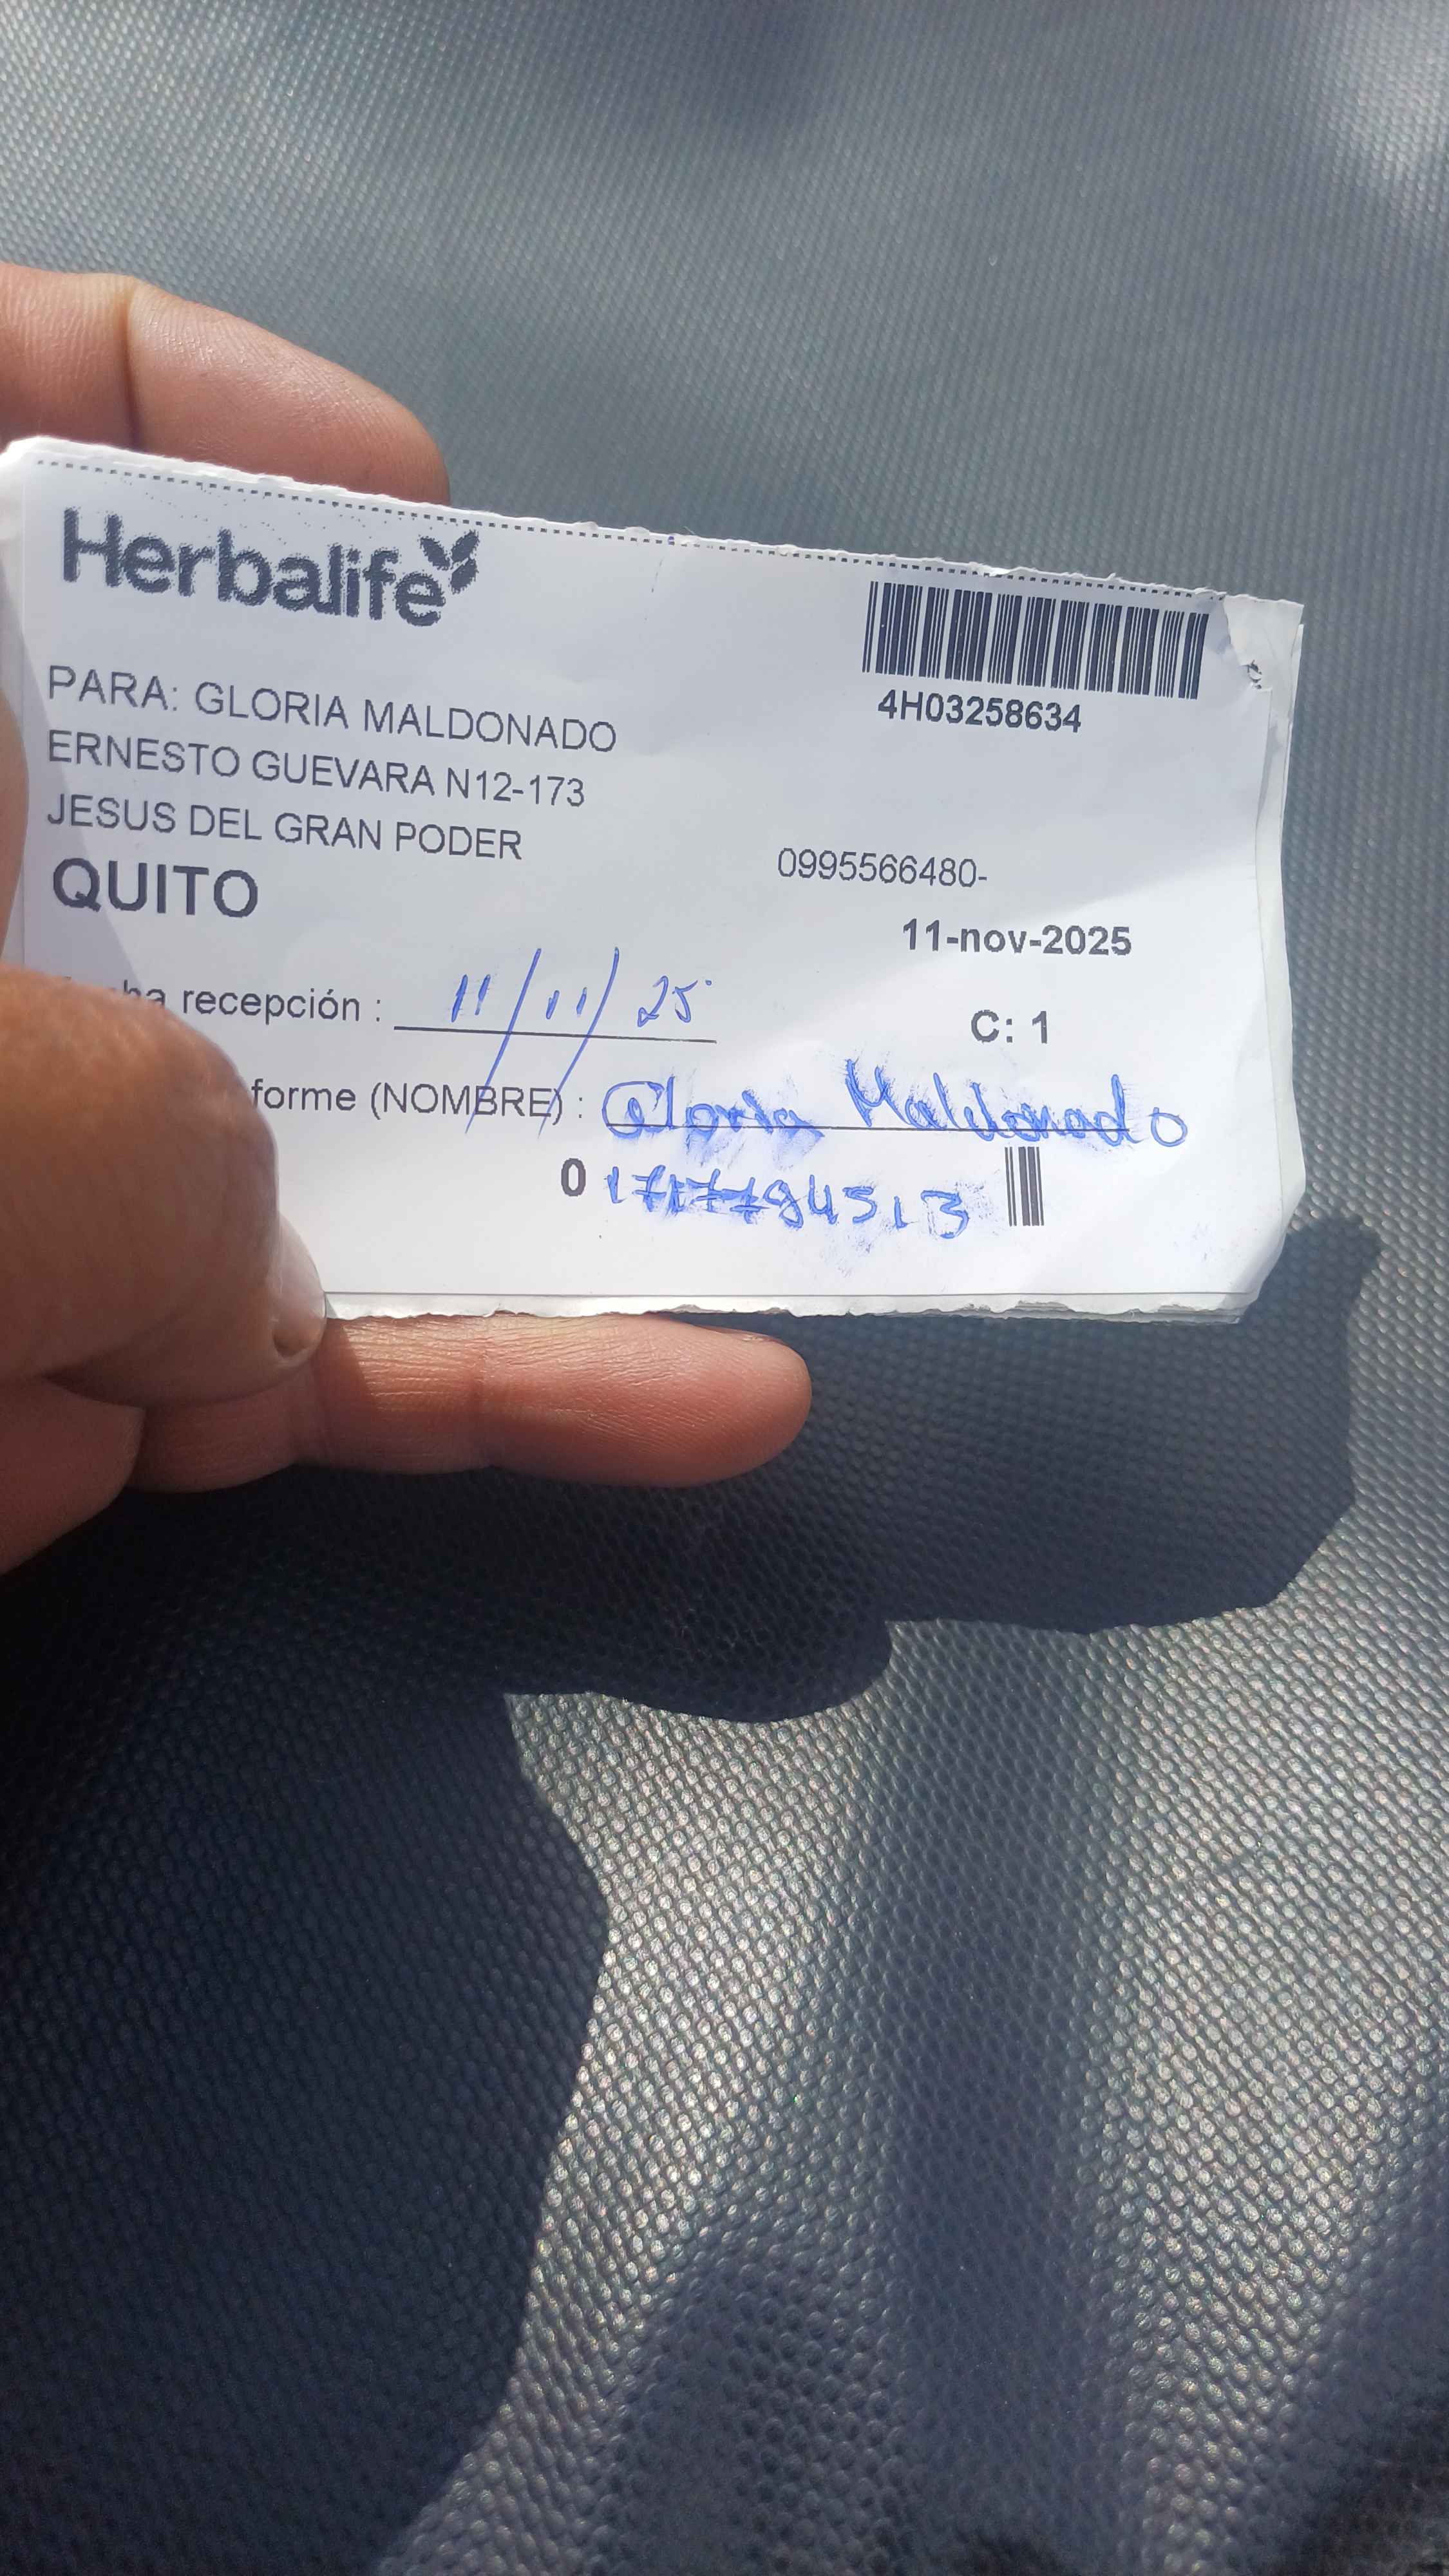 Herbalife
4H03258634
PARA: GLORIA MALDONADO
ERNESTO GUEVARA N12-173
JESUS DEL GRAN PODER
QUITO
0995566480-
11-nov-2025
recepción : 11/11/25
C: 1
forme (NOMBRE) : Gloria Maldonado
0